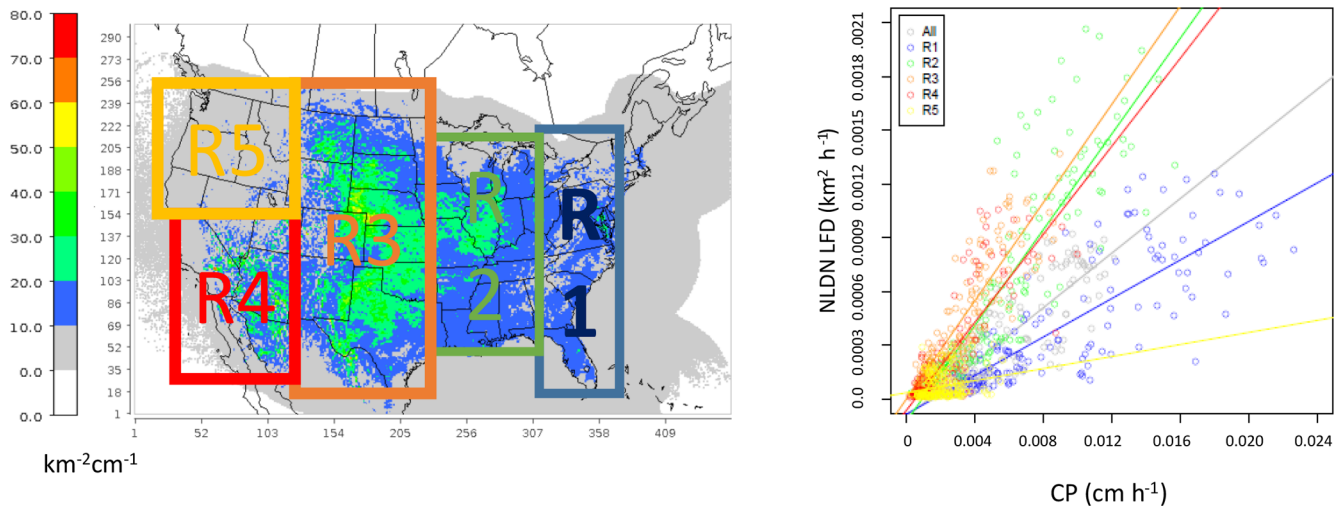 80.0
70.0
60.0
50.0
80.0
30.0
20.0
10.0
0.0
0.0
km-2cm-1
290
273
256
239
222
205
188
171
154
137
120
103
86
69
52
35
18
1
1 52 103 154 205 256 307 358 409
R5
R4
R3
R
2
R
1
NLDN LFD (km² h⁻¹)
0.0021
0.0018
0.0015
0.0012
0.0009
0.0006
0.0003
0.0
All
R1
R2
R3
R4
R5
0 0.004 0.008 0.012 0.016 0.020 0.024
CP (cm h⁻¹)